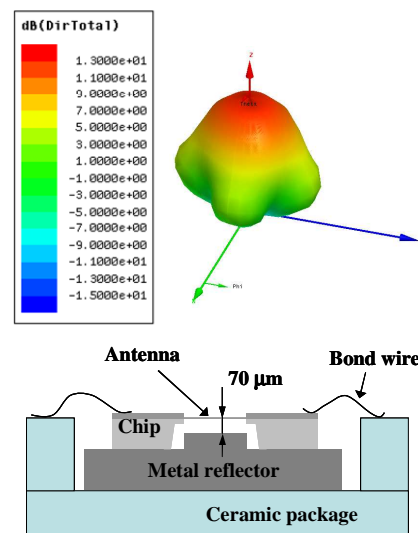 dB(DirTotal)
1.3000e+01
1.1000e+01
9.0000e+00
7.0000e+00
5.0000e+00
3.0000e+00
1.0000e+00
-1.0000e+00
-3.0000e+00
-5.0000e+00
-7.0000e+00
-9.0000e+00
-1.1000e+01
-1.3000e+01
-1.5000e+01
Z
Theta
Phi
Antenna
70 μm
Bond wire
Chip
Metal reflector
Ceramic package